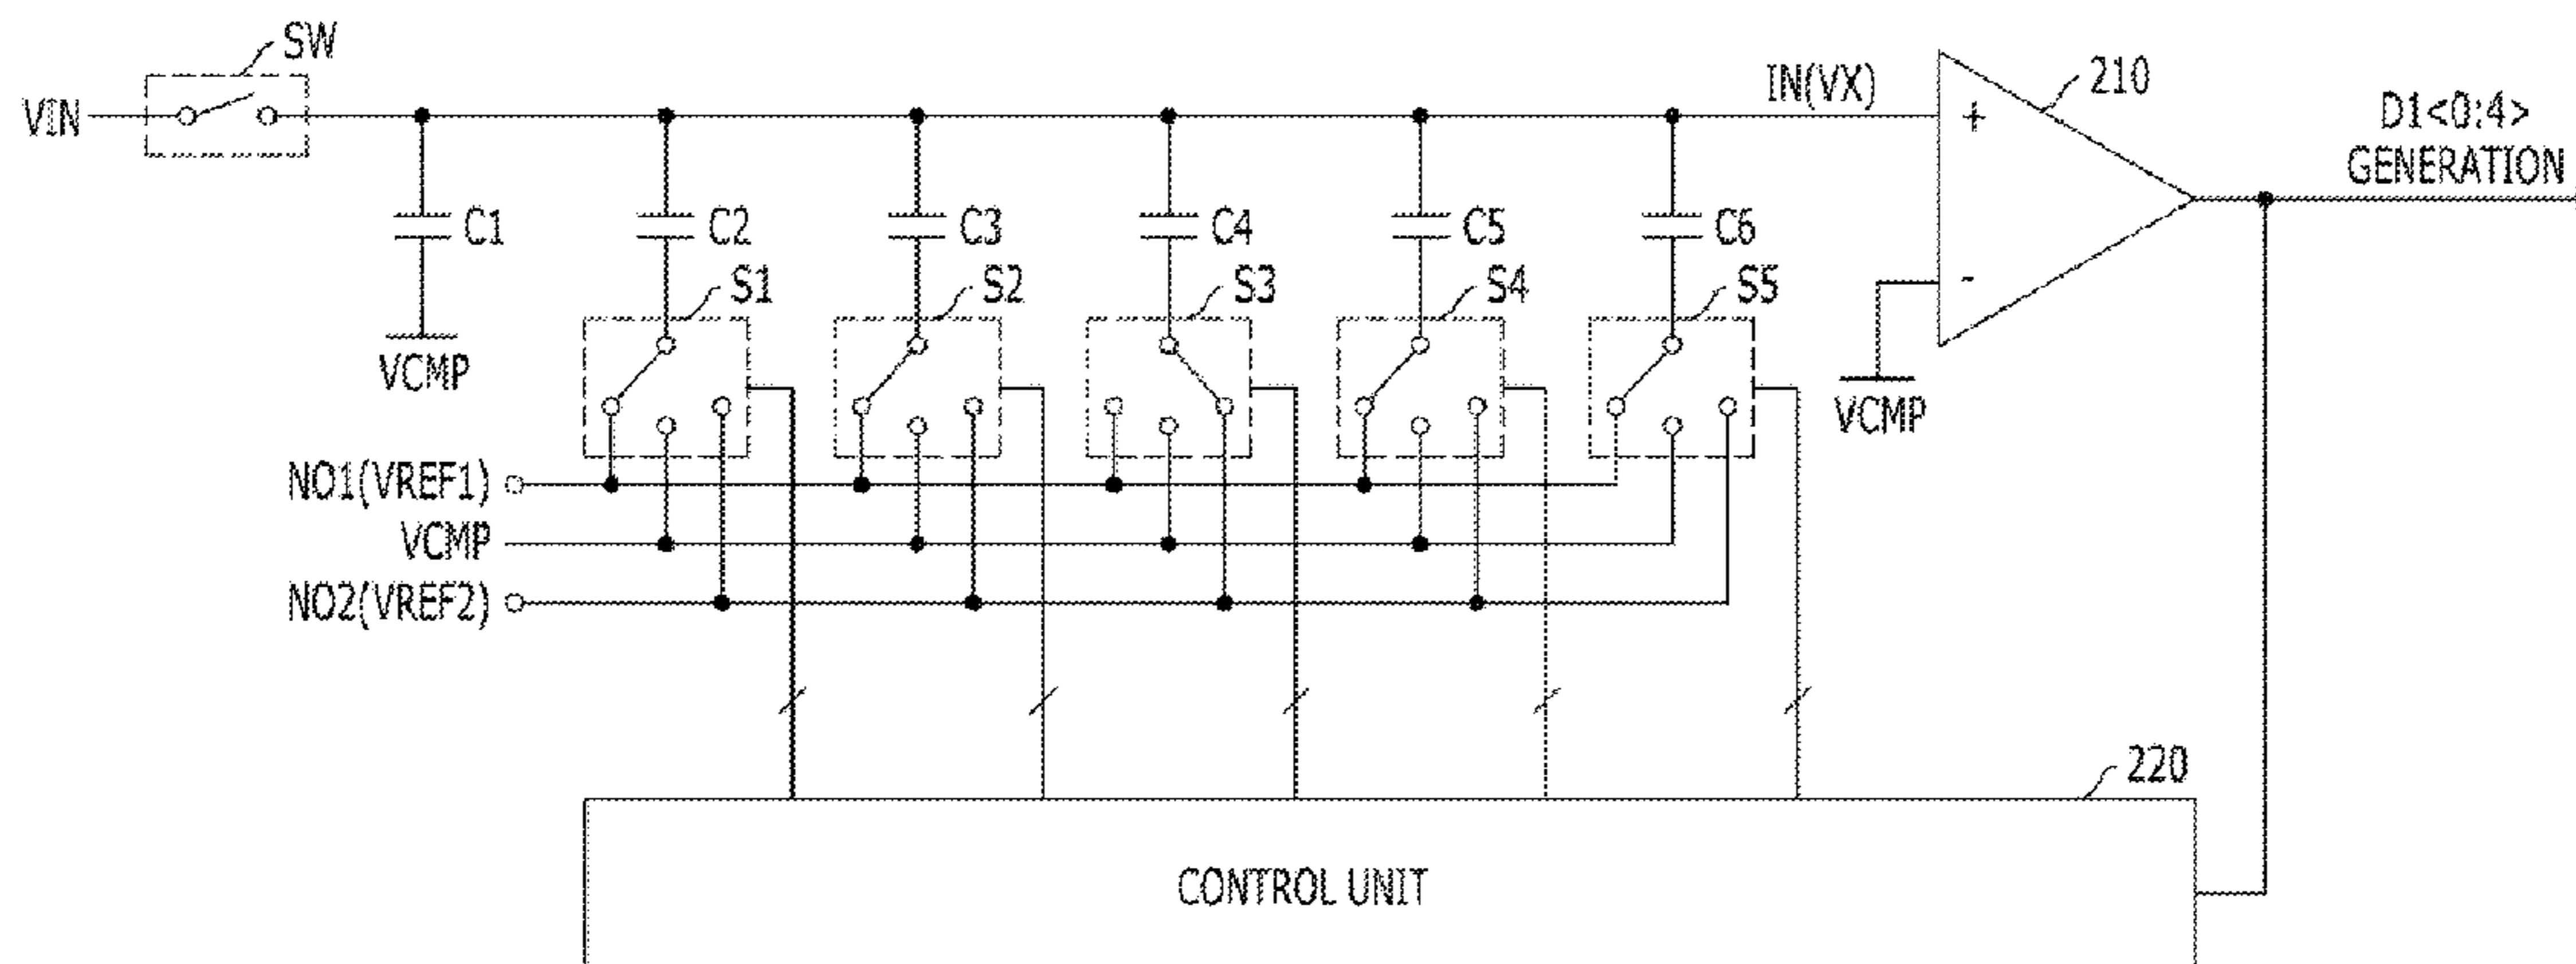 SW
VIN
IN(VX)
210
D1<0:4>
GENERATION
+
-
C1
C2
C3
C4
C5
C6
S1
S2
S3
S4
S5
VCMP
VCMP
NO1(VREF1)
VCMP
NO2(VREF2)
220
CONTROL UNIT